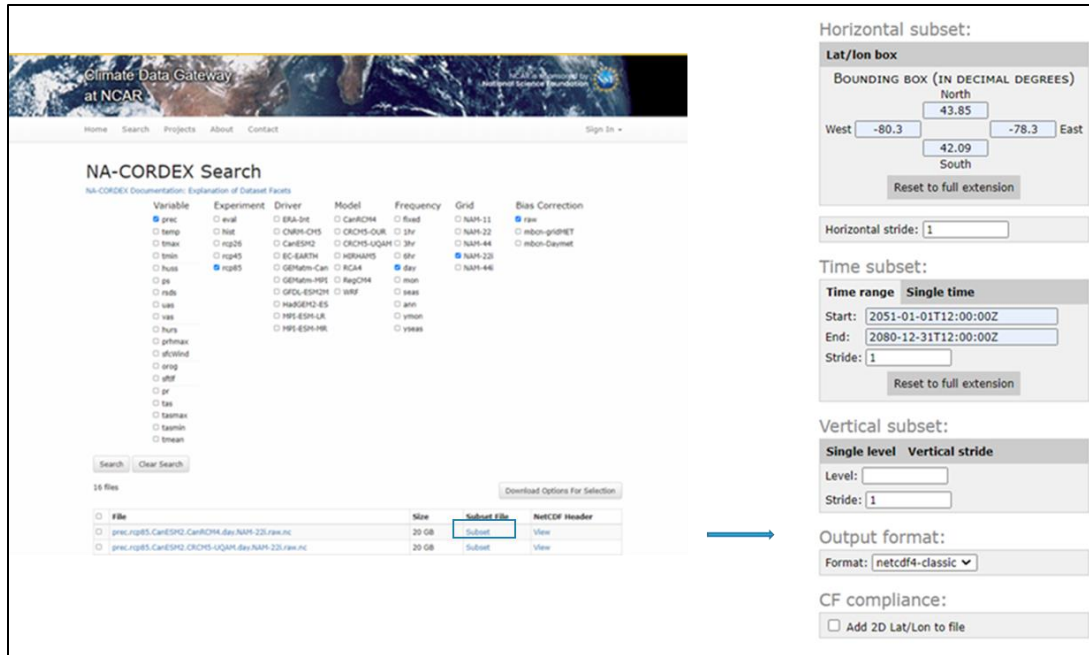 Climate Data Gateway
at NCAR
NCAR is sponsored by
National Science Foundation
Home Search Projects About Contact Sign In
NA-CORDEX Search
NA-CORDEX Documentation: Explanation of Dataset Facets
Variable Experiment Driver Model Frequency Grid Bias Correction
prec eval ERA-Int CanRCM4 fixed NAM-11 raw
temp hist CNRM-CM5 CRCM5-OUR 1hr NAM-22 mbcn-gridMET
tmax rcp26 CanESM2 CRCM5-UQAM 3hr NAM-44 mbcn-Daymet
tmin rcp45 EC-EARTH HIRHAM5 6hr NAM-22i
huss rcp85 GEMatm-Can RCA4 day NAM-44i
ps GEMatm-MPI RegCM4 mon
rsds GFDL-ESM2M WRF seas
uas HadGEM2-ES ann
vas MPI-ESM-LR ymon
hurs MPI-ESM-MR yseas
prhmax
sfcWind
orog
sftlf
pr
tas
tasmax
tasmin
tmean
Search Clear Search
16 files Download Options For Selection
File Size Subset File NetCDF Header
prec.rcp85.CanESM2.CanRCM4.day.NAM-22i.raw.nc 20 GB Subset View
prec.rcp85.CanESM2.CRCM5-UQAM.day.NAM-22i.raw.nc 20 GB Subset View
Horizontal subset:
Lat/lon box
BOUNDING BOX (IN DECIMAL DEGREES)
North
43.85
West -80.3 -78.3 East
42.09
South
Reset to full extension
Horizontal stride: 1
Time subset:
Time range Single time
Start: 2051-01-01T12:00:00Z
End: 2080-12-31T12:00:00Z
Stride: 1
Reset to full extension
Vertical subset:
Single level Vertical stride
Level:
Stride: 1
Output format:
Format: netcdf4-classic
CF compliance:
Add 2D Lat/Lon to file